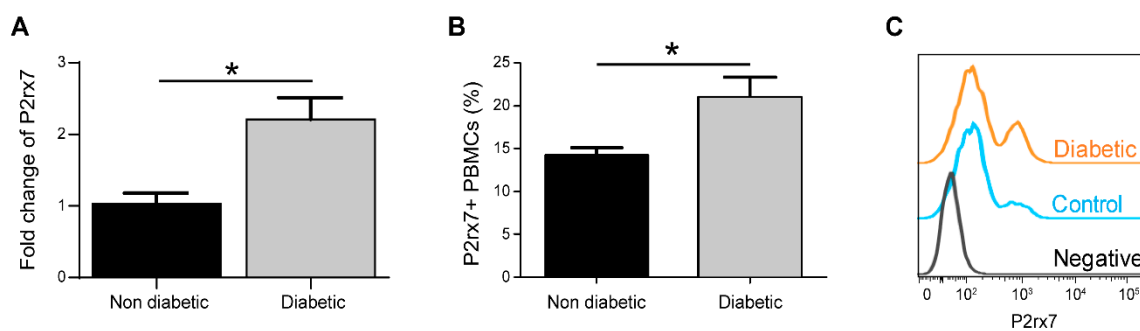 A
Fold change of P2rx7
3
2
1
0
*
Non diabetic
Diabetic
B
P2rx7+ PBMCs (%)
25
20
15
10
5
0
*
Non diabetic
Diabetic
C
Diabetic
Control
Negative
0 10² 10³ 10⁴ 10⁵
P2rx7